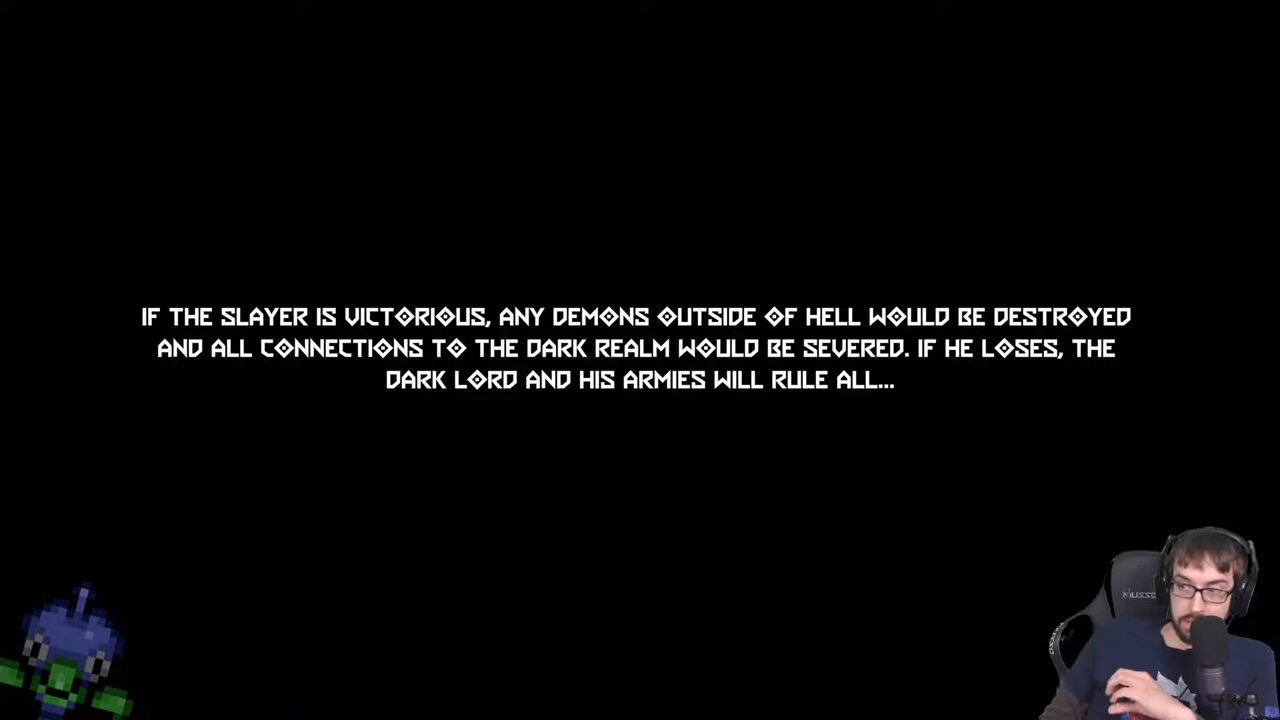 IF THE SLAYER IS VICTORIOUS, ANY DEMONS OUTSIDE OF HELL WOULD BE DESTROYED
AND ALL CONNECTIONS TO THE DARK REALM WOULD BE SEVERED. IF HE LOSES, THE
DARK LORD AND HIS ARMIES WILL RULE ALL...